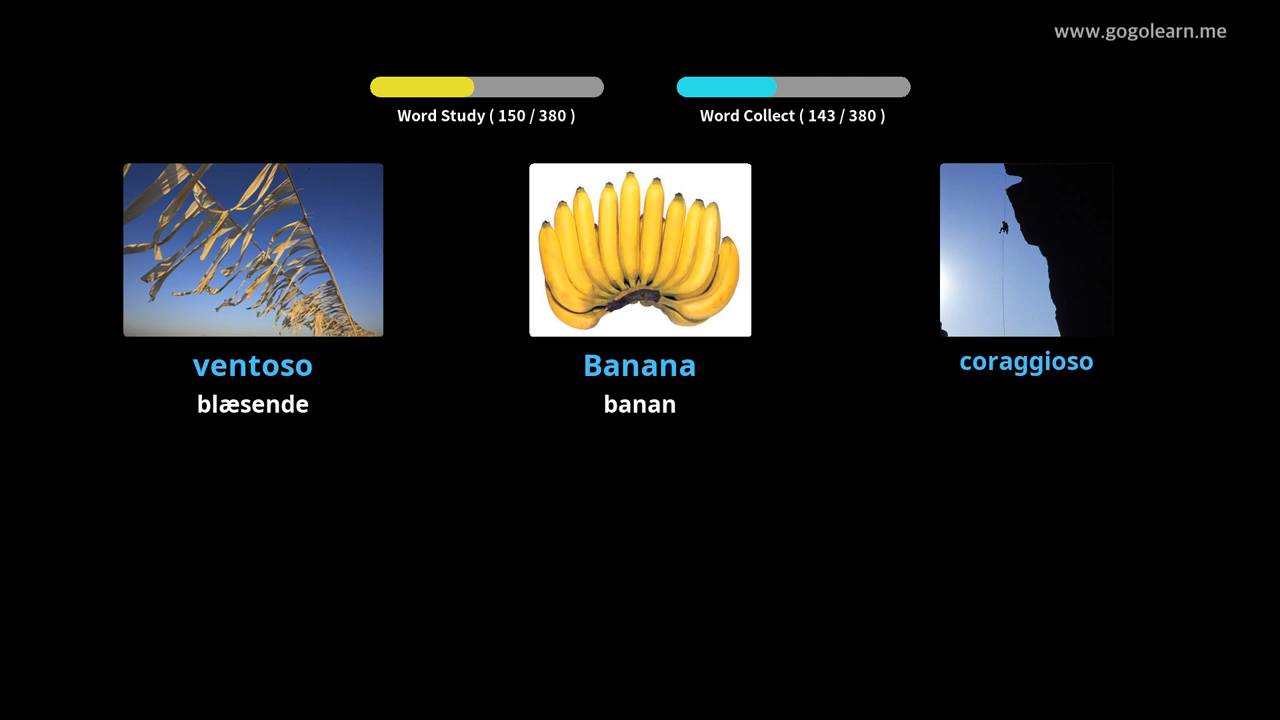 www.gogolearn.me
Word Study ( 150 / 380 )
Word Collect ( 143 / 380 )
ventoso
blæsende
Banana
banan
coraggioso